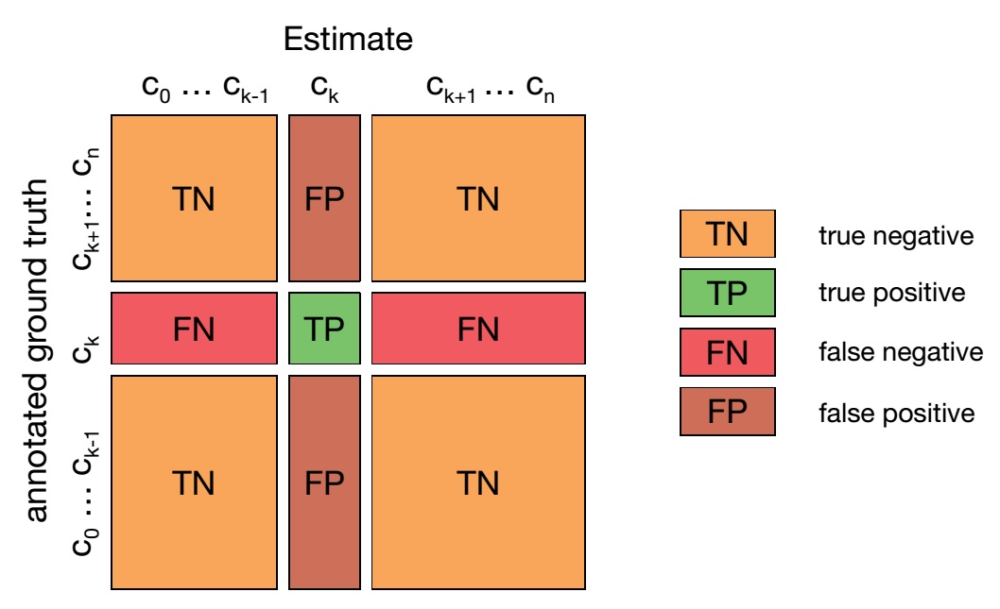 Estimate
c0 … ck-1 ck ck+1 … cn
annotated ground truth
ck+1… cn
TN FP TN
ck
FN TP FN
c0 … ck-1
TN FP TN
TN true negative
TP true positive
FN false negative
FP false positive